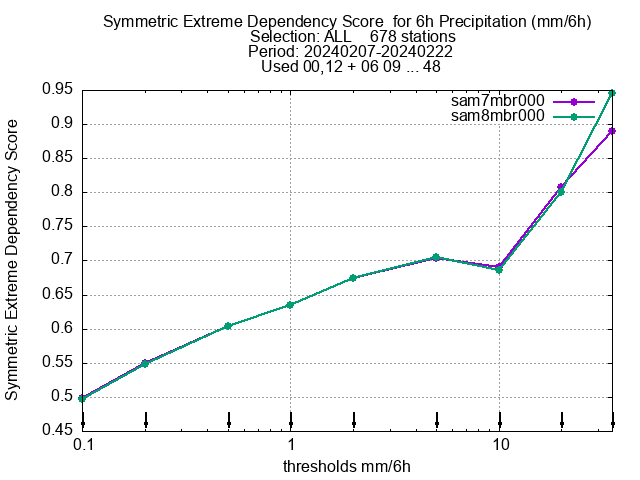 Symmetric Extreme Dependency Score  for 6h Precipitation (mm/6h)
Selection: ALL    678 stations
Period: 20240207-20240222
Used 00,12 + 06 09 ... 48
sam7mbr000
sam8mbr000
Symmetric Extreme Dependency Score
0.95
0.9
0.85
0.8
0.75
0.7
0.65
0.6
0.55
0.5
0.45
0.1
1
10
thresholds mm/6h